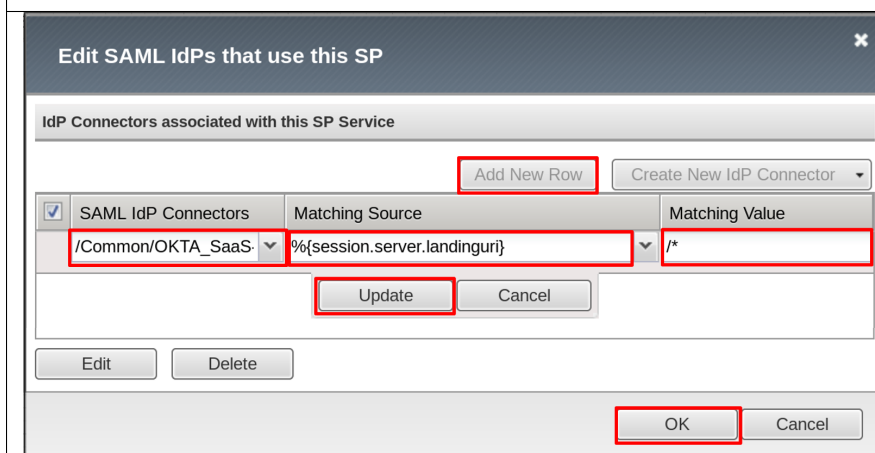 Edit SAML IdPs that use this SP
IdP Connectors associated with this SP Service
Add New Row Create New IdP Connector
SAML IdP Connectors Matching Source Matching Value
/Common/OKTA_SaaS- %{session.server.landinguri} /*
Update Cancel
Edit Delete
OK Cancel